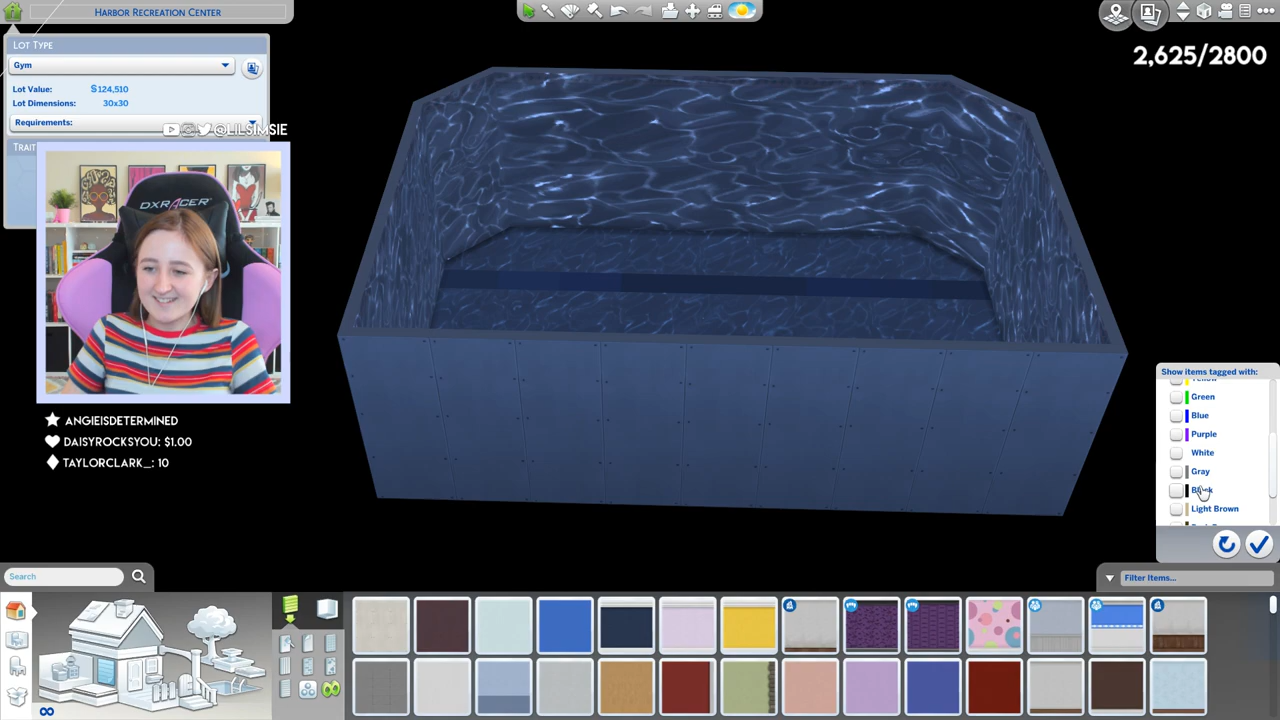 HARBOR RECREATION CENTER
LOT TYPE
Gym
Lot Value: $124,510
Lot Dimensions: 30x30
Requirements:
@LILSIMSIE
TRAIT
DXRACER
ANGIEISDETERMINED
DAISYROCKSYOU: $1.00
TAYLORCLARK_: 10
2,625/2800
Show items tagged with:
Yellow
Green
Blue
Purple
White
Gray
Black
Light Brown
Filter Items...
Search